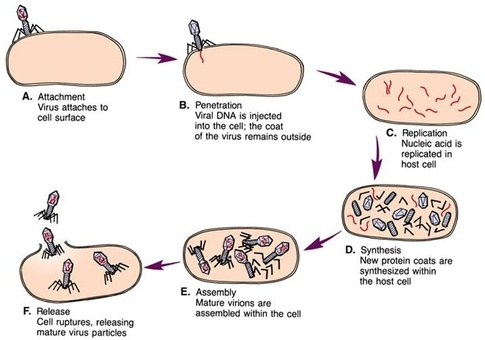 A. Attachment
Virus attaches to
cell surface
B. Penetration
Viral DNA is injected
into the cell; the coat
of the virus remains outside
C. Replication
Nucleic acid is
replicated in
host cell
D. Synthesis
New protein coats are
synthesized within
the host cell
E. Assembly
Mature virions are
assembled within the cell
F. Release
Cell ruptures, releasing
mature virus particles